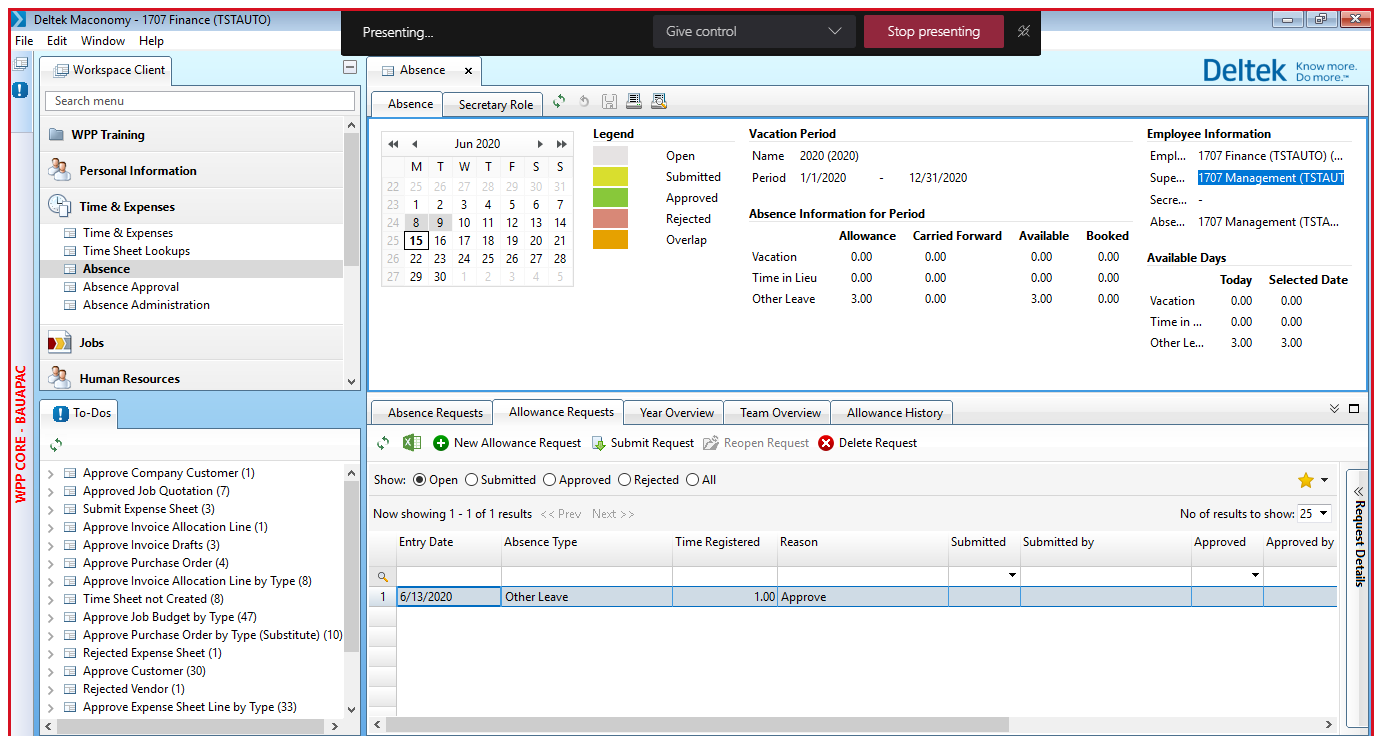 Deltek Maconomy - 1707 Finance (TSTAUTO)
Presenting...
Give control
Stop presenting
File Edit Window Help
Workspace Client
Search menu
WPP Training
Personal Information
Time & Expenses
Time & Expenses
Time Sheet Lookups
Absence
Absence Approval
Absence Administration
Jobs
Human Resources
WPP CORE - BAUAPAC
To-Dos
Approve Company Customer (1)
Approved Job Quotation (7)
Submit Expense Sheet (3)
Approve Invoice Allocation Line (1)
Approve Invoice Drafts (3)
Approve Purchase Order (4)
Approve Invoice Allocation Line by Type (8)
Time Sheet not Created (8)
Approve Job Budget by Type (47)
Approve Purchase Order by Type (Substitute) (10)
Rejected Expense Sheet (1)
Approve Customer (30)
Rejected Vendor (1)
Approve Expense Sheet Line by Type (33)
Absence
Deltek Know more. Do more.™
Absence Secretary Role
Jun 2020
M T W T F S S
22 25 26 27 28 29 30 31
23 1 2 3 4 5 6 7
24 8 9 10 11 12 13 14
25 15 16 17 18 19 20 21
26 22 23 24 25 26 27 28
27 29 30 1 2 3 4 5
Legend
Open
Submitted
Approved
Rejected
Overlap
Vacation Period
Name 2020 (2020)
Period 1/1/2020 - 12/31/2020
Absence Information for Period
Allowance Carried Forward Available Booked
Vacation 0.00 0.00 0.00 0.00
Time in Lieu 0.00 0.00 0.00 0.00
Other Leave 3.00 0.00 3.00 0.00
Employee Information
Empl... 1707 Finance (TSTAUTO) (...
Supe... 1707 Management (TSTAUT
Secre... -
Abse... 1707 Management (TSTA...
Available Days
Today Selected Date
Vacation 0.00 0.00
Time in ... 0.00 0.00
Other Le... 3.00 3.00
Absence Requests Allowance Requests Year Overview Team Overview Allowance History
New Allowance Request Submit Request Reopen Request Delete Request
Show: Open Submitted Approved Rejected All
Now showing 1 - 1 of 1 results << Prev Next >>
No of results to show: 25
Entry Date Absence Type Time Registered Reason Submitted Submitted by Approved Approved by
1 6/13/2020 Other Leave 1.00 Approve
Request Details